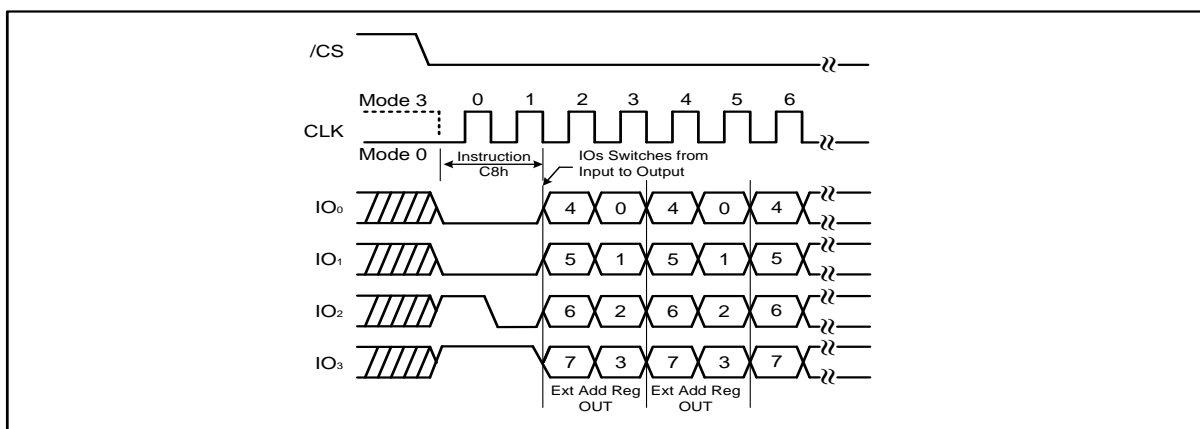 /CS
Mode 3 0 1 2 3 4 5 6
CLK
Mode 0 Instruction IOs Switches from
C8h Input to Output
IO₀ 4 0 4 0 4
IO₁ 5 1 5 1 5
IO₂ 6 2 6 2 6
IO₃ 7 3 7 3 7
Ext Add Reg Ext Add Reg
OUT OUT